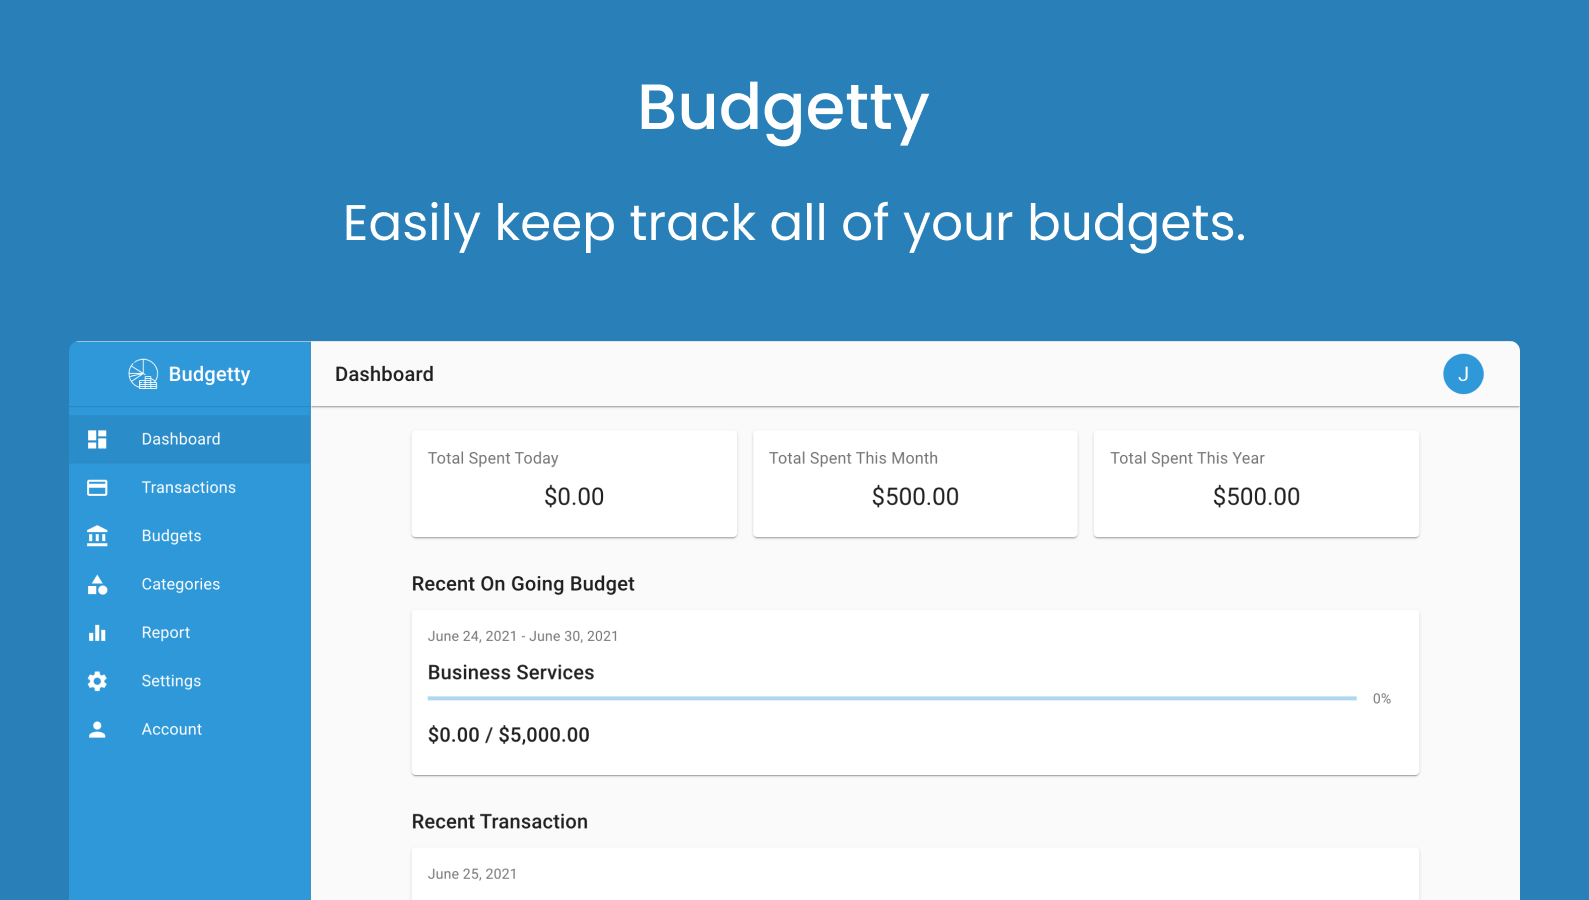 Budgetty
Easily keep track all of your budgets.
Budgetty
Dashboard
J
Dashboard
Transactions
Budgets
Categories
Report
Settings
Account
Total Spent Today
$0.00
Total Spent This Month
$500.00
Total Spent This Year
$500.00
Recent On Going Budget
June 24, 2021 - June 30, 2021
Business Services
0%
$0.00 / $5,000.00
Recent Transaction
June 25, 2021